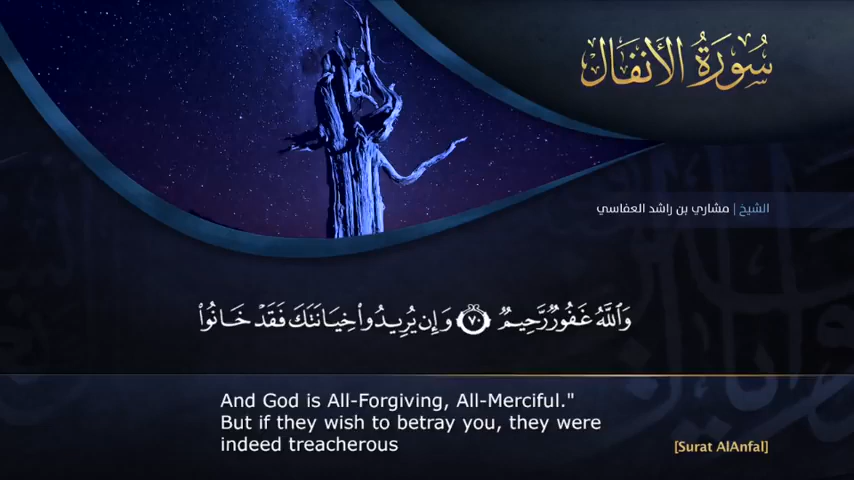 سُورَةُ الأَنفَال
الشيخ | مشاري بن راشد العفاسي
وَٱللَّهُ غَفُورٌ رَّحِيمٌ ٧٠ وَإِن يُرِيدُوا۟ خِيَانَتَكَ فَقَدْ خَانُوا۟
And God is All-Forgiving, All-Merciful."
But if they wish to betray you, they were
indeed treacherous
[Surat AlAnfal]